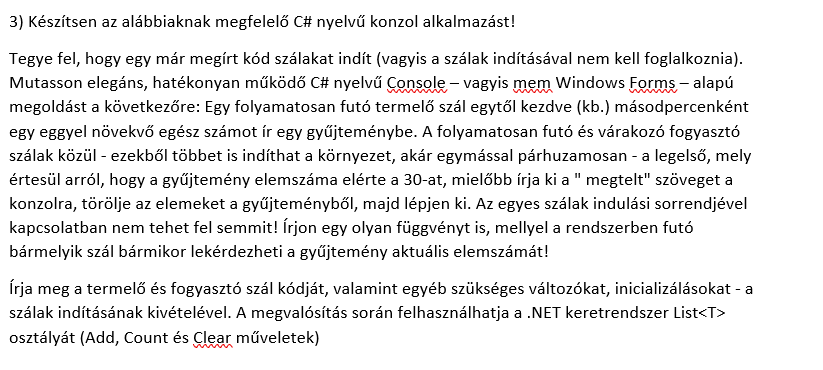 3) Készítsen az alábbiaknak megfelelő C# nyelvű konzol alkalmazást!
Tegye fel, hogy egy már megírt kód szálakat indít (vagyis a szálak indításával nem kell foglalkoznia).
Mutasson elegáns, hatékonyan működő C# nyelvű Console – vagyis mem Windows Forms – alapú
megoldást a következőre: Egy folyamatosan futó termelő szál egytől kezdve (kb.) másodpercenként
egy eggyel növekvő egész számot ír egy gyűjteménybe. A folyamatosan futó és várakozó fogyasztó
szálak közül - ezekből többet is indíthat a környezet, akár egymással párhuzamosan - a legelső, mely
értesül arról, hogy a gyűjtemény elemszáma elérte a 30-at, mielőbb írja ki a " megtelt" szöveget a
konzolra, törölje az elemeket a gyűjteményből, majd lépjen ki. Az egyes szálak indulási sorrendjével
kapcsolatban nem tehet fel semmit! Írjon egy olyan függvényt is, mellyel a rendszerben futó
bármelyik szál bármikor lekérdezheti a gyűjtemény aktuális elemszámát!
Írja meg a termelő és fogyasztó szál kódját, valamint egyéb szükséges változókat, inicializálásokat - a
szálak indításának kivételével. A megvalósítás során felhasználhatja a .NET keretrendszer List<T>
osztályát (Add, Count és Clear műveletek)